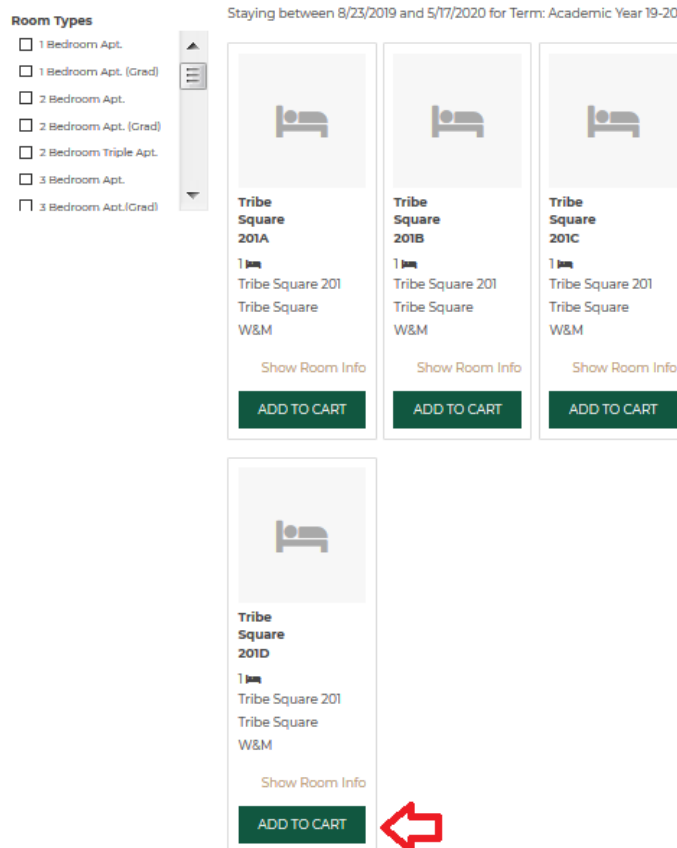 Room Types
1 Bedroom Apt.
1 Bedroom Apt. (Grad)
2 Bedroom Apt.
2 Bedroom Apt. (Grad)
2 Bedroom Triple Apt.
3 Bedroom Apt.
3 Bedroom Apt.(Grad)
Staying between 8/23/2019 and 5/17/2020 for Term: Academic Year 19-20
Tribe
Square
201A
1
Tribe Square 201
Tribe Square
W&M
Show Room Info
ADD TO CART
Tribe
Square
201B
1
Tribe Square 201
Tribe Square
W&M
Show Room Info
ADD TO CART
Tribe
Square
201C
1
Tribe Square 201
Tribe Square
W&M
Show Room Info
ADD TO CART
Tribe
Square
201D
1
Tribe Square 201
Tribe Square
W&M
Show Room Info
ADD TO CART